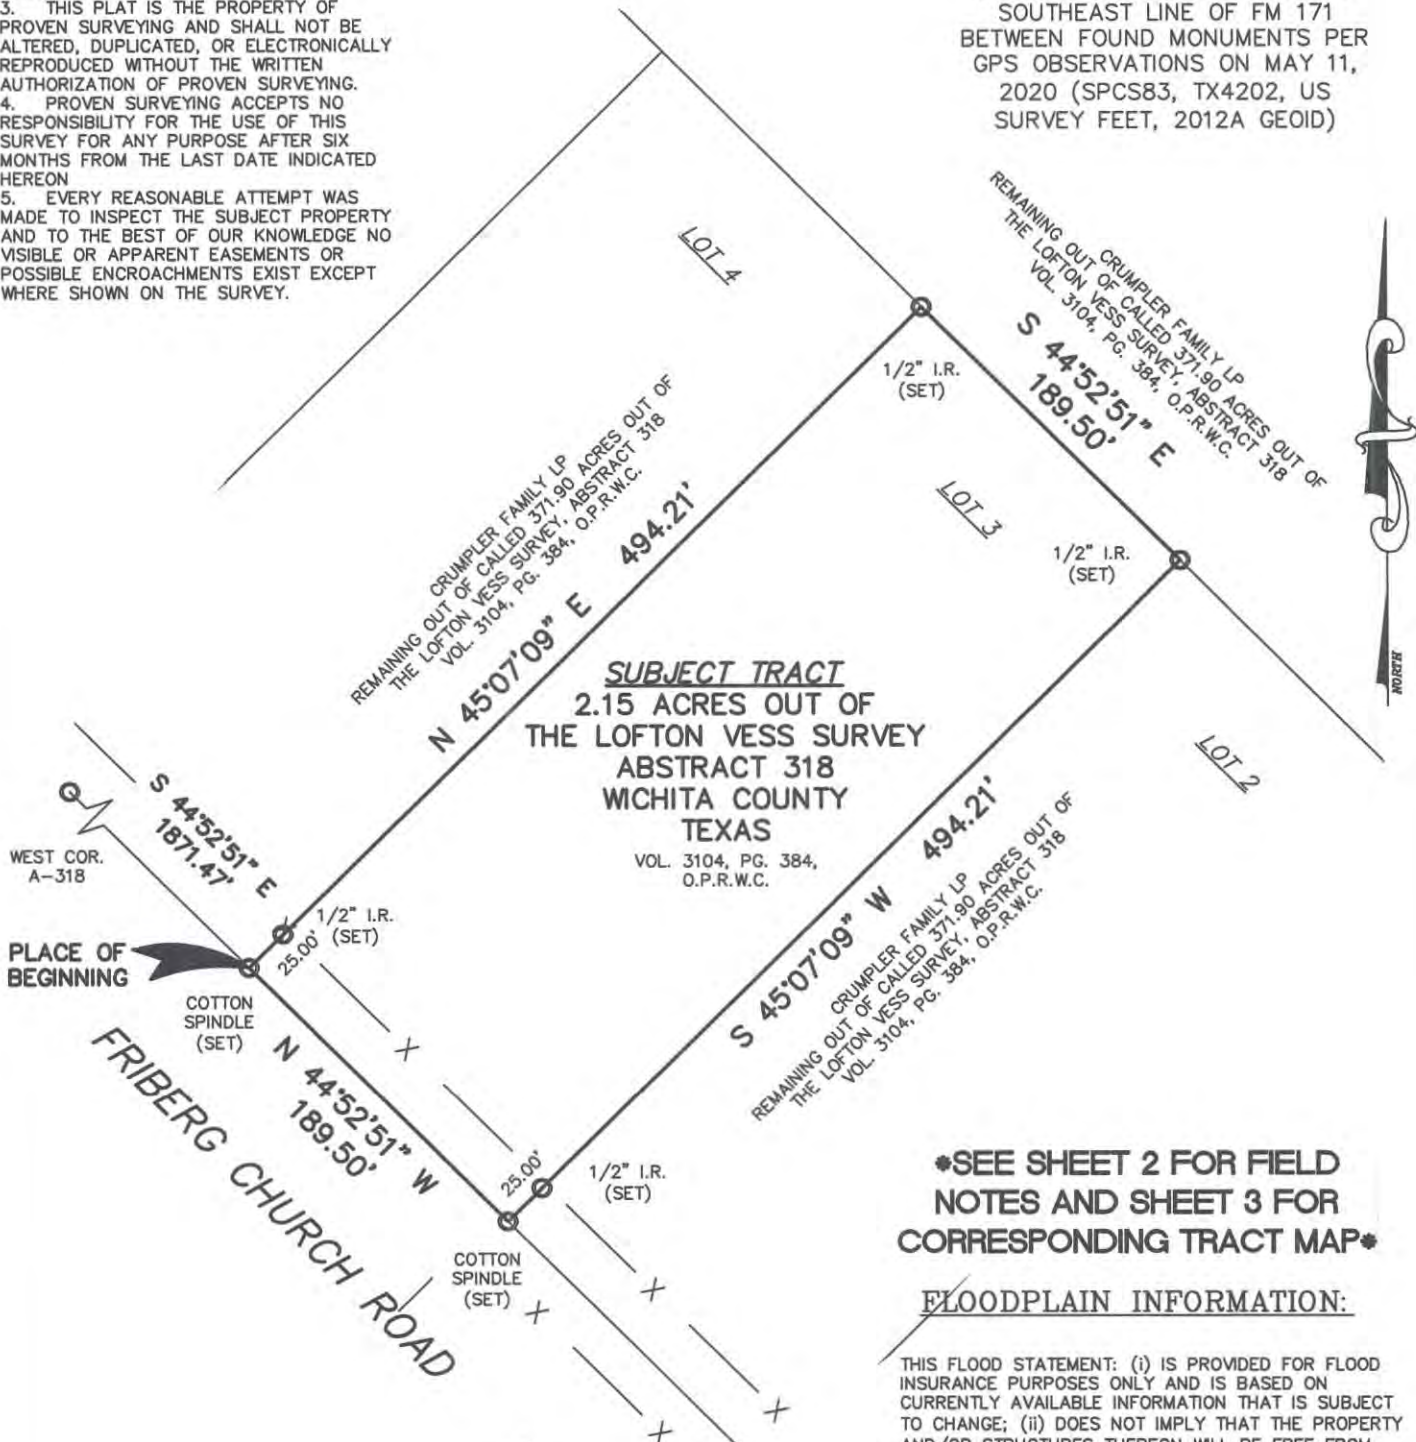 3. THIS PLAT IS THE PROPERTY OF
PROVEN SURVEYING AND SHALL NOT BE
ALTERED, DUPLICATED, OR ELECTRONICALLY
REPRODUCED WITHOUT THE WRITTEN
AUTHORIZATION OF PROVEN SURVEYING.
4. PROVEN SURVEYING ACCEPTS NO
RESPONSIBILITY FOR THE USE OF THIS
SURVEY FOR ANY PURPOSE AFTER SIX
MONTHS FROM THE LAST DATE INDICATED
HEREON
5. EVERY REASONABLE ATTEMPT WAS
MADE TO INSPECT THE SUBJECT PROPERTY
AND TO THE BEST OF OUR KNOWLEDGE NO
VISIBLE OR APPARENT EASEMENTS OR
POSSIBLE ENCROACHMENTS EXIST EXCEPT
WHERE SHOWN ON THE SURVEY.
SOUTHEAST LINE OF FM 171
BETWEEN FOUND MONUMENTS PER
GPS OBSERVATIONS ON MAY 11,
2020 (SPCS83, TX4202, US
SURVEY FEET, 2012A GEOID)
LOT 4
CRUMPLER FAMILY LP
REMAINING OUT OF CALLED 371.90 ACRES OUT OF
THE LOFTON VESS SURVEY, ABSTRACT 318
VOL. 3104, PG. 384, O.P.R.W.C.
S 44°52'51" E
189.50'
1/2" I.R.
(SET)
LOT 3
1/2" I.R.
(SET)
NORTH
CRUMPLER FAMILY LP
REMAINING OUT OF CALLED 371.90 ACRES OUT OF
THE LOFTON VESS SURVEY, ABSTRACT 318
VOL. 3104, PG. 384, O.P.R.W.C.
N 45°07'09" E 494.21'
SUBJECT TRACT
2.15 ACRES OUT OF
THE LOFTON VESS SURVEY
ABSTRACT 318
WICHITA COUNTY
TEXAS
VOL. 3104, PG. 384,
O.P.R.W.C.
LOT 2
S 44°52'51" E
1871.47'
WEST COR.
A-318
1/2" I.R.
(SET)
25.00'
PLACE OF
BEGINNING
COTTON
SPINDLE
(SET)
S 45°07'09" W 494.21'
CRUMPLER FAMILY LP
REMAINING OUT OF CALLED 371.90 ACRES OUT OF
THE LOFTON VESS SURVEY, ABSTRACT 318
VOL. 3104, PG. 384, O.P.R.W.C.
N 44°52'51" W
189.50'
FRIBERG CHURCH ROAD
25.00'
1/2" I.R.
(SET)
COTTON
SPINDLE
(SET)
X
X
X
X
X
*SEE SHEET 2 FOR FIELD
NOTES AND SHEET 3 FOR
CORRESPONDING TRACT MAP*
FLOODPLAIN INFORMATION:
THIS FLOOD STATEMENT: (i) IS PROVIDED FOR FLOOD
INSURANCE PURPOSES ONLY AND IS BASED ON
CURRENTLY AVAILABLE INFORMATION THAT IS SUBJECT
TO CHANGE; (ii) DOES NOT IMPLY THAT THE PROPERTY
AND/OR STRUCTURES THEREON WILL BE FREE FROM